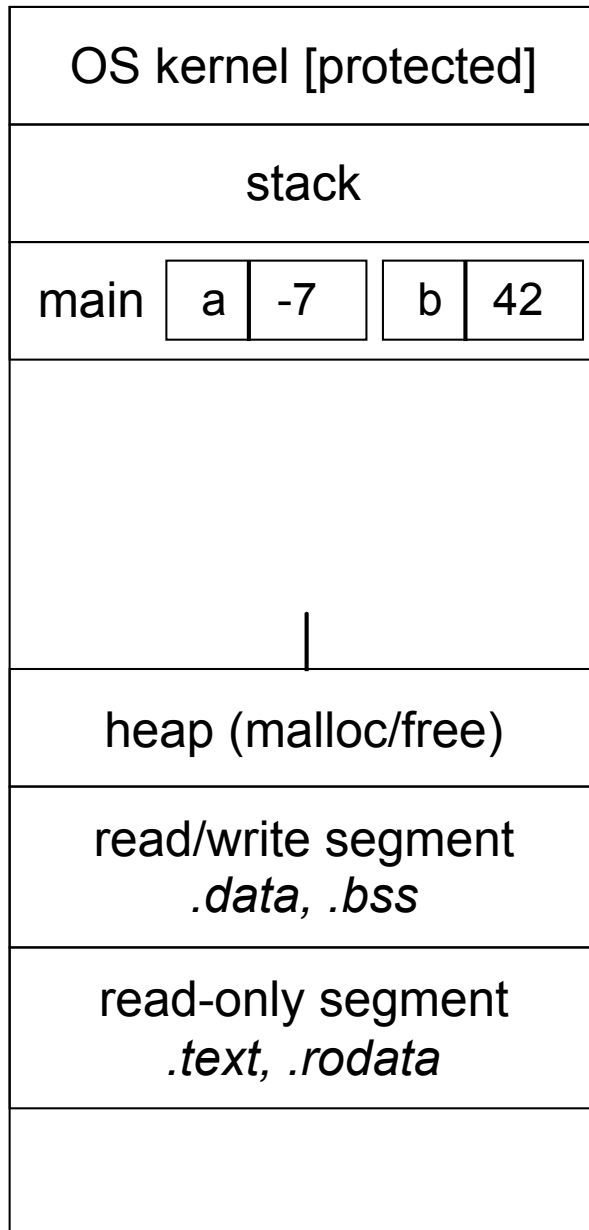 OS kernel [protected]
stack
main a -7 b 42
heap (malloc/free)
read/write segment
.data, .bss
read-only segment
.text, .rodata